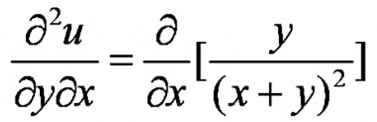 ∂²u/∂y∂x = ∂/∂x [ y/(x + y)² ]